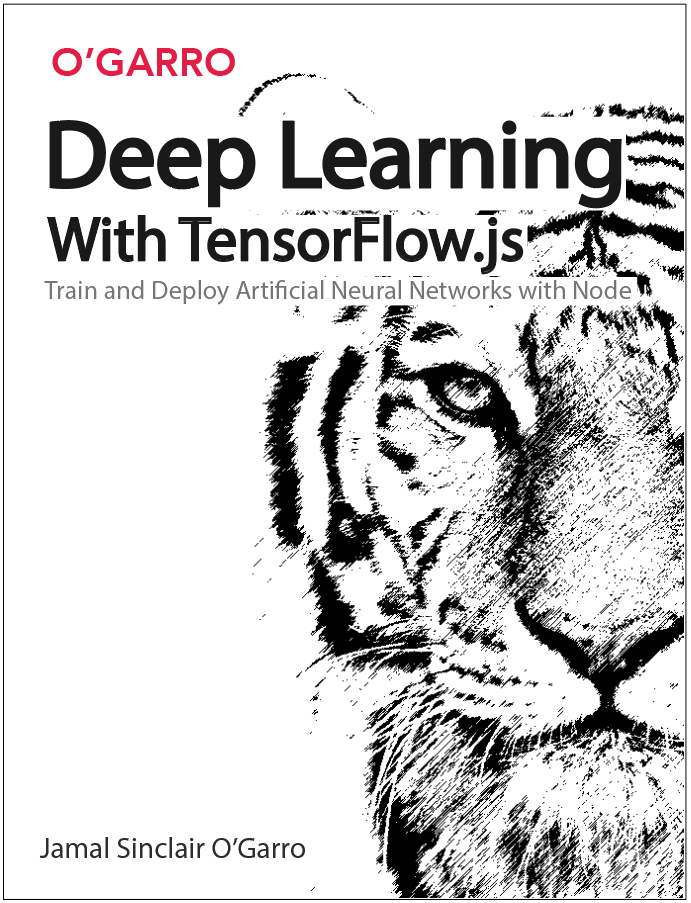 O’GARRO
Deep Learning
With TensorFlow.js
Train and Deploy Artificial Neural Networks with Node
Jamal Sinclair O’Garro